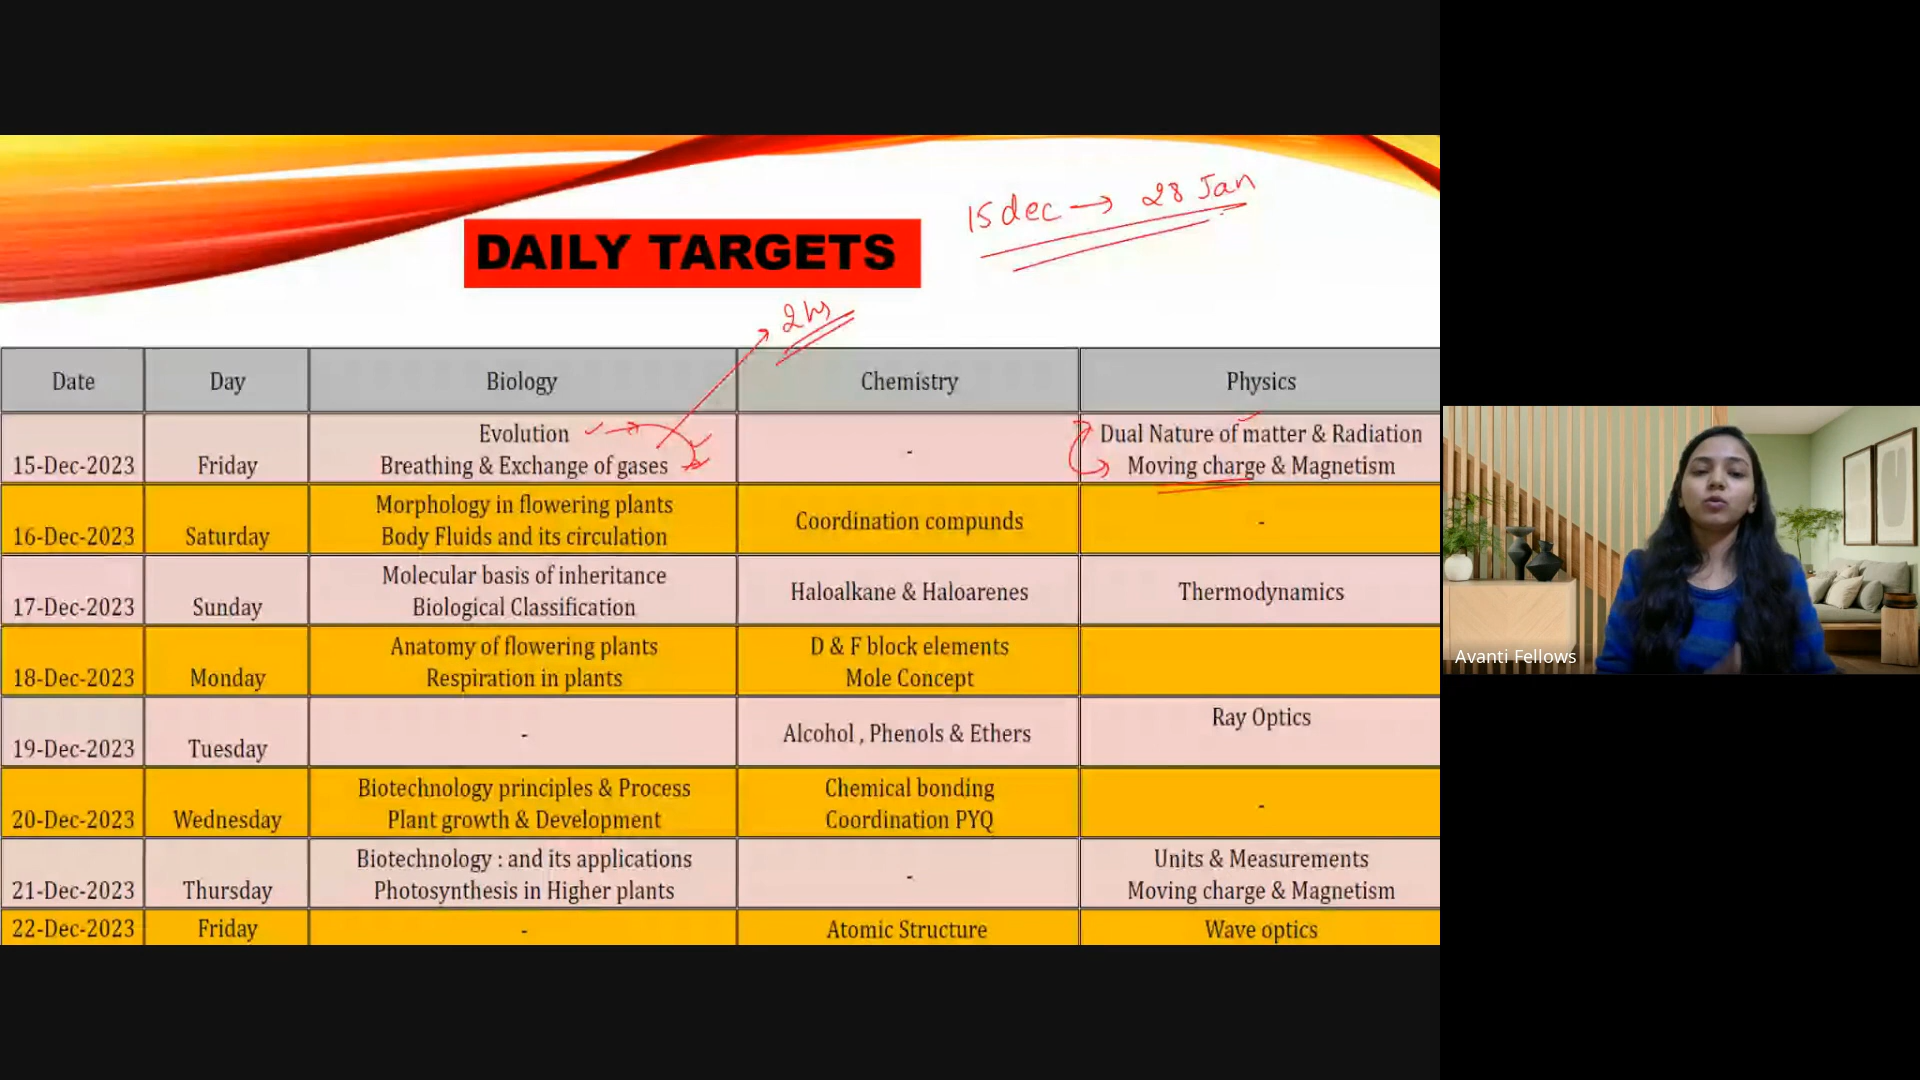 15 dec → 28 Jan
DAILY TARGETS
2 hrs
Date Day Biology Chemistry Physics
Evolution
Breathing & Exchange of gases
Dual Nature of matter & Radiation
Moving charge & Magnetism
15-Dec-2023 Friday -
Morphology in flowering plants
Body Fluids and its circulation
16-Dec-2023 Saturday Coordination compunds -
Molecular basis of inheritance
Biological Classification
17-Dec-2023 Sunday Haloalkane & Haloarenes Thermodynamics
Anatomy of flowering plants
Respiration in plants
D & F block elements
Mole Concept
18-Dec-2023 Monday
19-Dec-2023 Tuesday - Alcohol , Phenols & Ethers Ray Optics
Biotechnology principles & Process
Plant growth & Development
Chemical bonding
Coordination PYQ
20-Dec-2023 Wednesday -
Biotechnology : and its applications
Photosynthesis in Higher plants
Units & Measurements
Moving charge & Magnetism
21-Dec-2023 Thursday -
22-Dec-2023 Friday - Atomic Structure Wave optics
Avanti Fellows